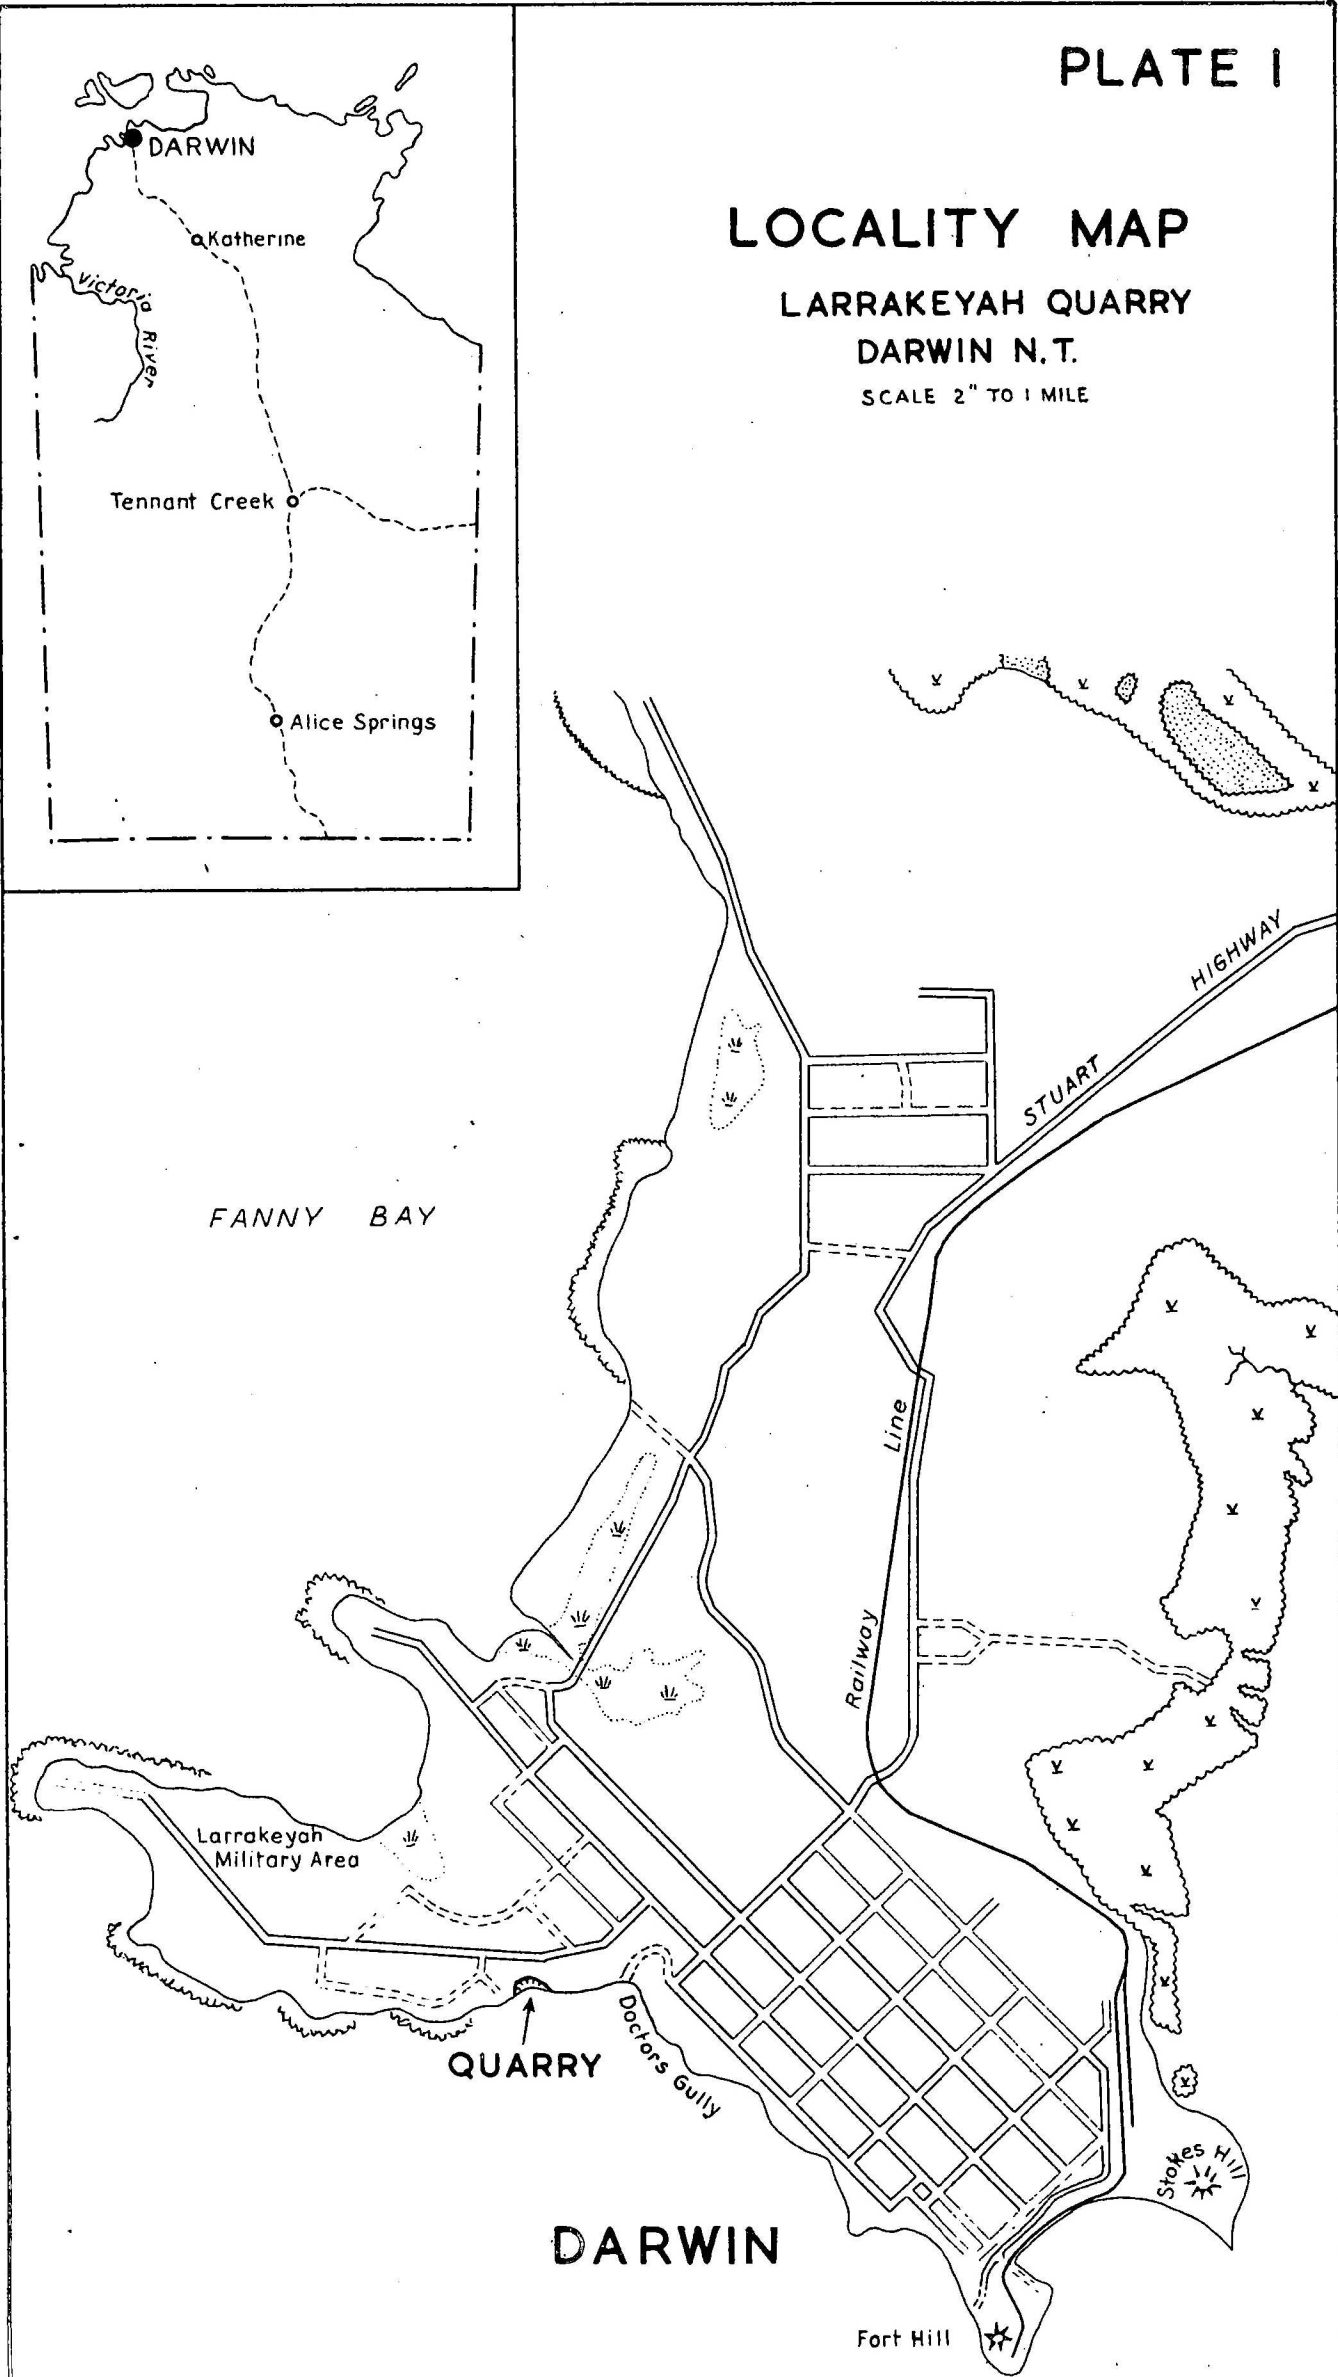 PLATE I
LOCALITY MAP
LARRAKEYAH QUARRY
DARWIN N.T.
SCALE 2" TO 1 MILE
DARWIN
Katherine
Victoria River
Tennant Creek
Alice Springs
STUART HIGHWAY
FANNY BAY
Railway Line
Larrakeyah
Military Area
QUARRY
Doctors Gully
Stokes Hill
DARWIN
Fort Hill